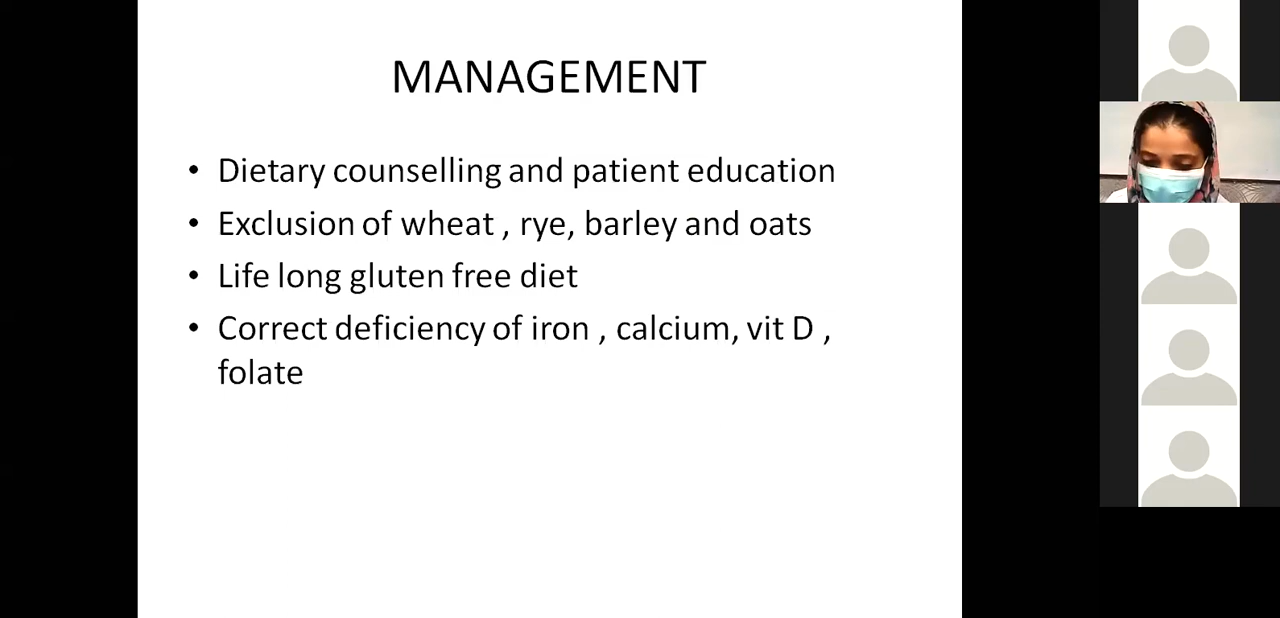 MANAGEMENT
• Dietary counselling and patient education
• Exclusion of wheat , rye, barley and oats
• Life long gluten free diet
• Correct deficiency of iron , calcium, vit D ,
folate